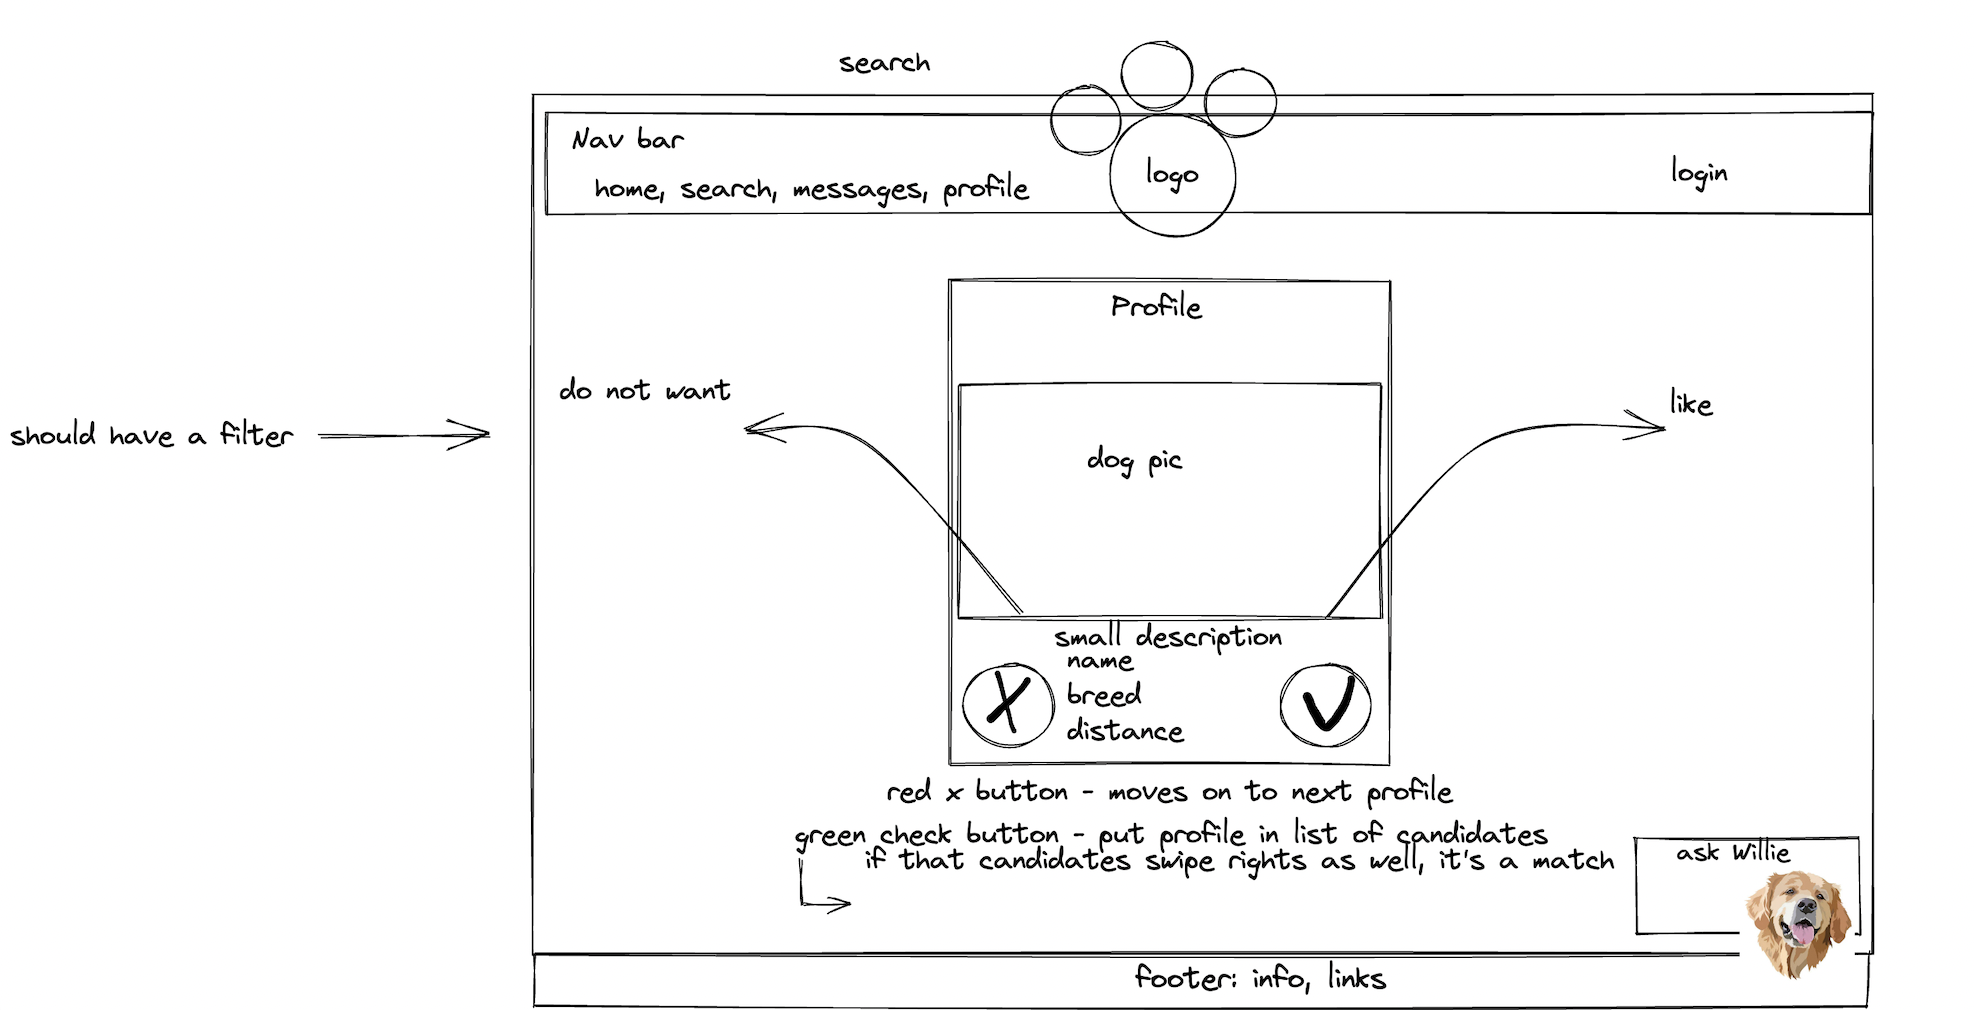 search
Nav bar
logo
login
home, search, messages, profile
Profile
do not want
like
should have a filter
dog pic
small description
name
breed
distance
red x button - moves on to next profile
green check button - put profile in list of candidates
if that candidates swipe rights as well, it's a match
ask Willie
footer: info, links